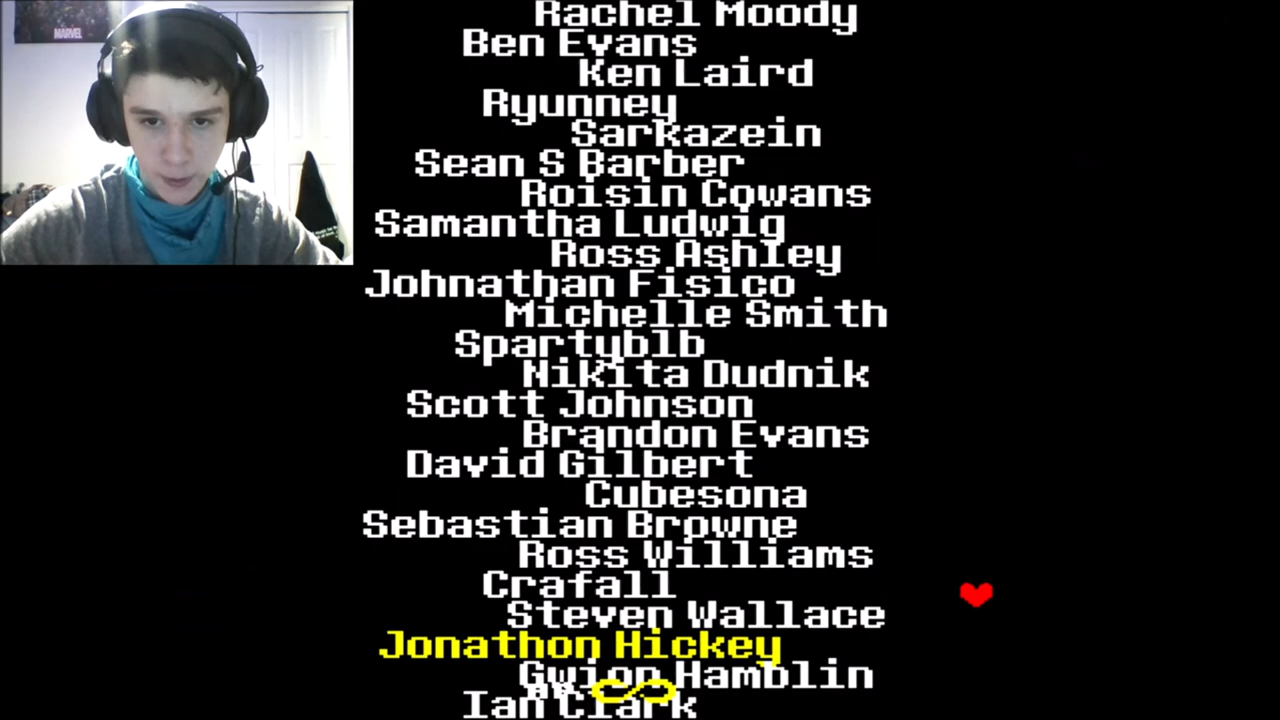 MARVEL
Rachel Moody
Ben Evans
Ken Laird
Ryunney
Sarkazein
Sean S Barber
Roisin Cowans
Samantha Ludwig
Ross Ashley
Johnathan Fisico
Michelle Smith
Spartyblb
Nikita Dudnik
Scott Johnson
Brandon Evans
David Gilbert
Cubesona
Sebastian Browne
Ross Williams
Crafall
Steven Wallace
Jonathon Hickey
Gwion Hamblin
Ian Clark